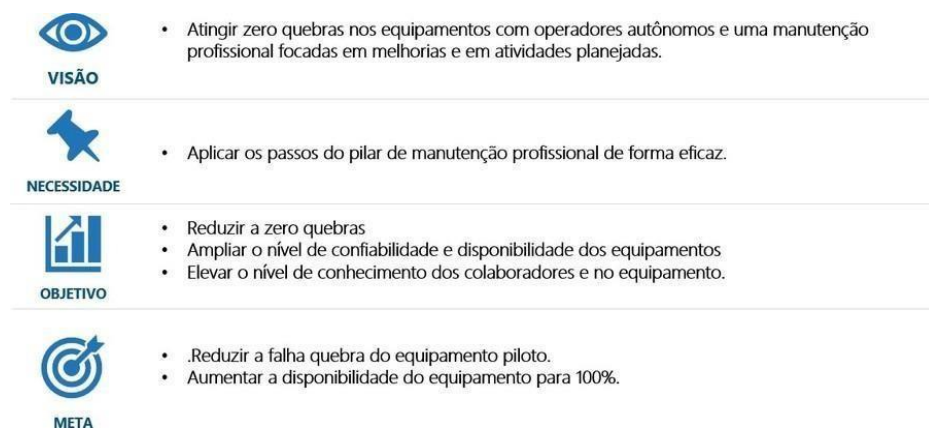 • Atingir zero quebras nos equipamentos com operadores autônomos e uma manutenção
profissional focadas em melhorias e em atividades planejadas.
VISÃO
• Aplicar os passos do pilar de manutenção profissional de forma eficaz.
NECESSIDADE
• Reduzir a zero quebras
• Ampliar o nível de confiabilidade e disponibilidade dos equipamentos
• Elevar o nível de conhecimento dos colaboradores e no equipamento.
OBJETIVO
• .Reduzir a falha quebra do equipamento piloto.
• Aumentar a disponibilidade do equipamento para 100%.
META